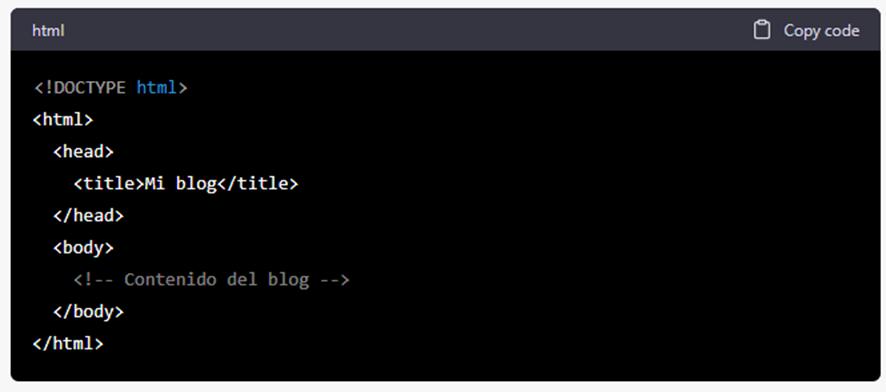 html Copy code
<!DOCTYPE html>
<html>
<head>
<title>Mi blog</title>
</head>
<body>
<!-- Contenido del blog -->
</body>
</html>